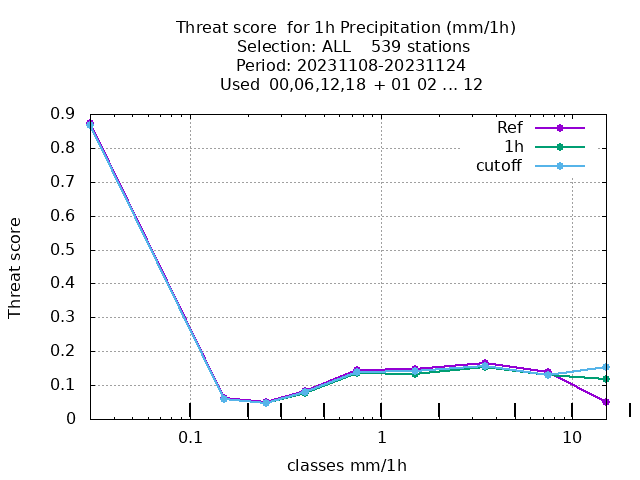 Threat score  for 1h Precipitation (mm/1h)
Selection: ALL    539 stations
Period: 20231108-20231124
Used  00,06,12,18  + 01 02 ... 12
Ref
1h
cutoff
0.9
0.8
0.7
0.6
0.5
0.4
0.3
0.2
0.1
0
Threat score
0.1
1
10
classes mm/1h